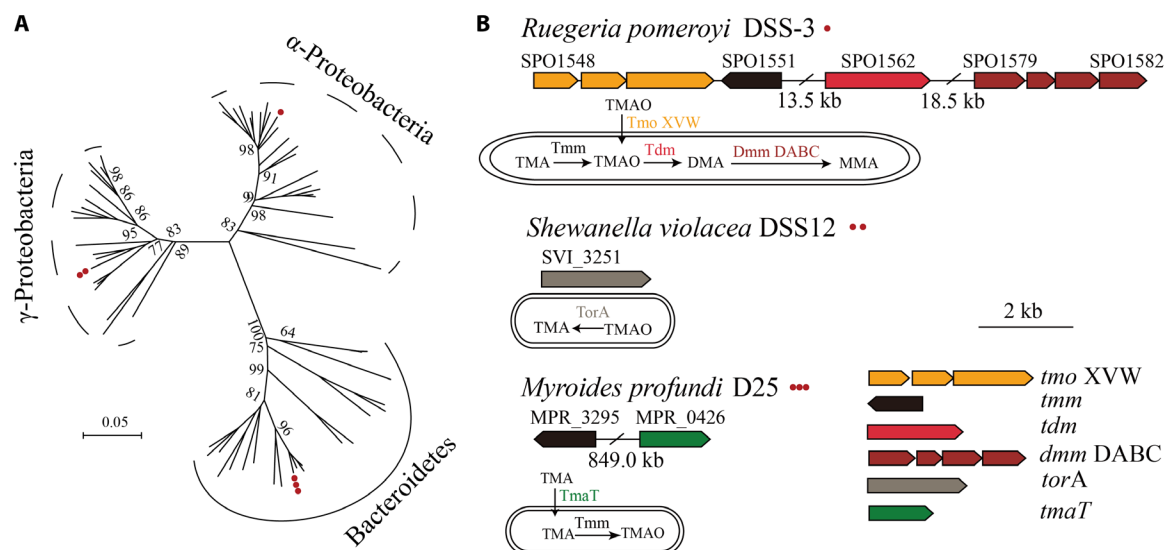 A
α-Proteobacteria
γ-Proteobacteria
Bacteroidetes
98
91
99
98
83
98
86
86
95
77
83
89
100
64
75
99
81
96
0.05
B
Ruegeria pomeroyi DSS-3
SPO1548 SPO1551 SPO1562 SPO1579 SPO1582
13.5 kb 18.5 kb
TMAO
Tmo XVW
TMA Tmm TMAO Tdm DMA Dmm DABC MMA
Shewanella violacea DSS12
SVI_3251
TorA
TMA TMAO
2 kb
Myroides profundi D25
MPR_3295 MPR_0426
849.0 kb
TMA
TmaT
TMA Tmm TMAO
tmo XVW
tmm
tdm
dmm DABC
torA
tmaT